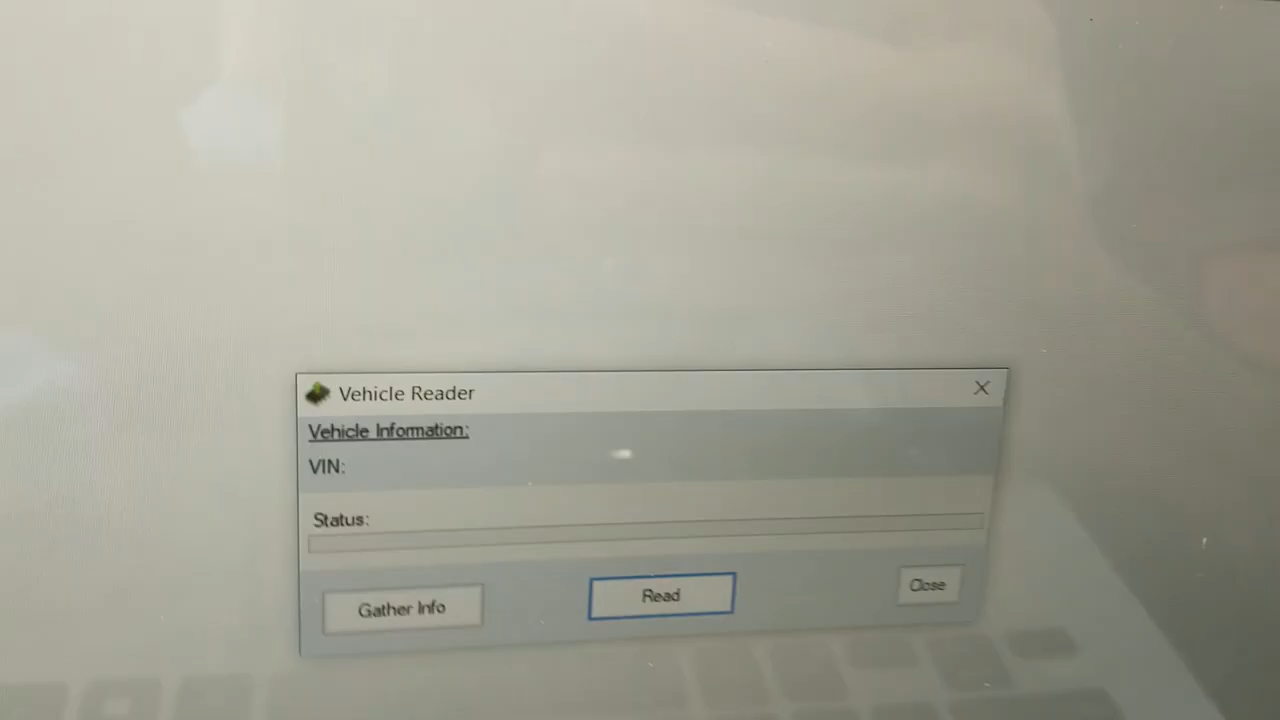 Vehicle Reader
Vehicle Information:
VIN:
Status:
Gather Info
Read
Close